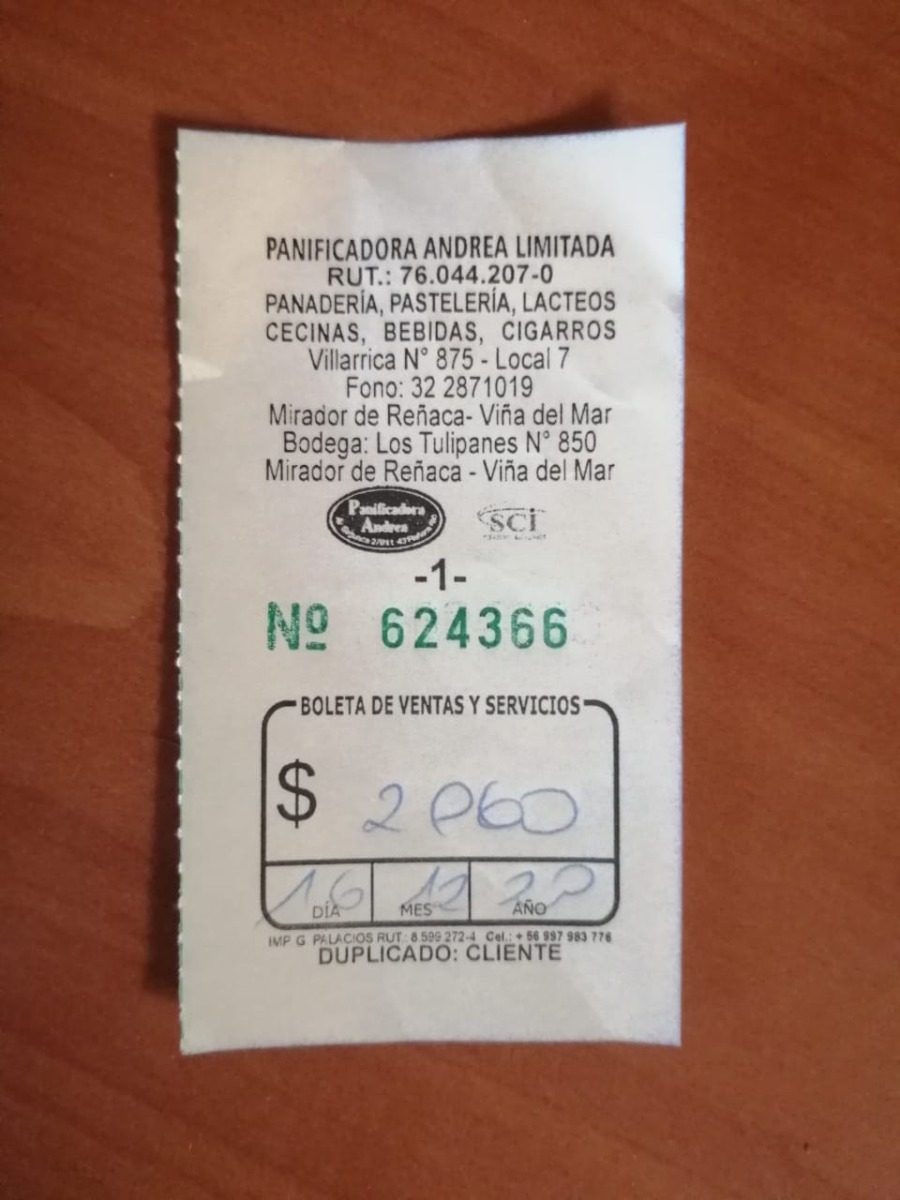 PANIFICADORA ANDREA LIMITADA
RUT.: 76.044.207-0
PANADERÍA, PASTELERÍA, LACTEOS
CECINAS, BEBIDAS, CIGARROS
Villarrica N° 875 - Local 7
Fono: 32 2871019
Mirador de Reñaca- Viña del Mar
Bodega: Los Tulipanes N° 850
Mirador de Reñaca - Viña del Mar
Panificadora
Andrea
SCI
-1-
Nº 624366
BOLETA DE VENTAS Y SERVICIOS
$ 2060
16 12
DÍA MES AÑO
IMP G PALACIOS RUT.: 8.599.272-4 Cel.: + 56 997 983 776
DUPLICADO: CLIENTE